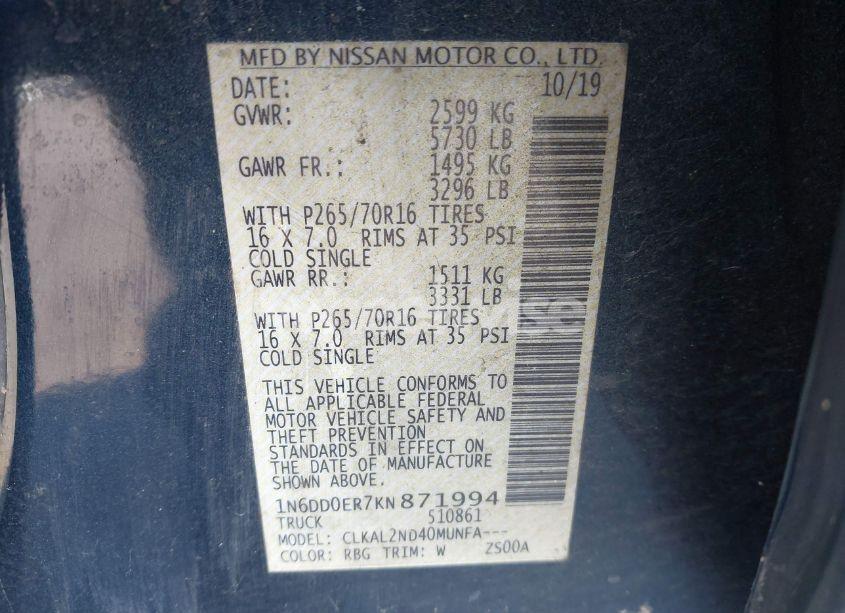 MFD BY NISSAN MOTOR CO., LTD.
DATE: 10/19
GVWR: 2599 KG
5730 LB
GAWR FR.: 1495 KG
3296 LB
WITH P265/70R16 TIRES
16 X 7.0 RIMS AT 35 PSI
COLD SINGLE
GAWR RR.: 1511 KG
3331 LB
WITH P265/70R16 TIRES
16 X 7.0 RIMS AT 35 PSI
COLD SINGLE
THIS VEHICLE CONFORMS TO
ALL APPLICABLE FEDERAL
MOTOR VEHICLE SAFETY AND
THEFT PREVENTION
STANDARDS IN EFFECT ON
THE DATE OF MANUFACTURE
SHOWN ABOVE.
1N6DD0ER7KN871994
TRUCK 510861
MODEL: CLKAL2ND40MUNFA---
COLOR: RBG TRIM: W ZS00A